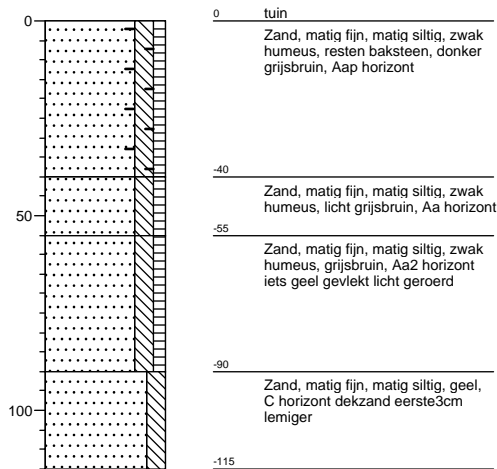 0
0 tuin
Zand, matig fijn, matig siltig, zwak
humeus, resten baksteen, donker
grijsbruin, Aap horizont
-40
Zand, matig fijn, matig siltig, zwak
humeus, licht grijsbruin, Aa horizont
50
-55
Zand, matig fijn, matig siltig, zwak
humeus, grijsbruin, Aa2 horizont
iets geel gevlekt licht geroerd
-90
Zand, matig fijn, matig siltig, geel,
C horizont dekzand eerste3cm
lemiger
100
-115